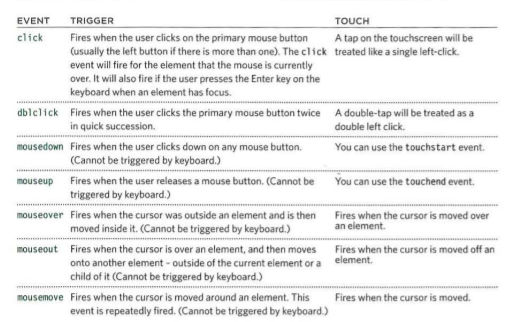 EVENT TRIGGER TOUCH
click Fires when the user clicks on the primary mouse button A tap on the touchscreen will be
(usually the left button if there is more than one). The click treated like a single left-click.
event will fire for the element that the mouse is currently
over. It will also fire if the user presses the Enter key on the
keyboard when an element has focus.
dblclick Fires when the user clicks the primary mouse button twice A double-tap will be treated as a
in quick succession. double left click.
mousedown Fires when the user clicks down on any mouse button. You can use the touchstart event.
(Cannot be triggered by keyboard.)
mouseup Fires when the user releases a mouse button. (Cannot be You can use the touchend event.
triggered by keyboard.)
mouseover Fires when the cursor was outside an element and is then Fires when the cursor is moved over
moved inside it. (Cannot be triggered by keyboard.) an element.
mouseout Fires when the cursor is over an element, and then moves Fires when the cursor is moved off an
onto another element - outside of the current element or a element.
child of it (Cannot be triggered by keyboard.)
mousemove Fires when the cursor is moved around an element. This Fires when the cursor is moved.
event is repeatedly fired. (Cannot be triggered by keyboard.)